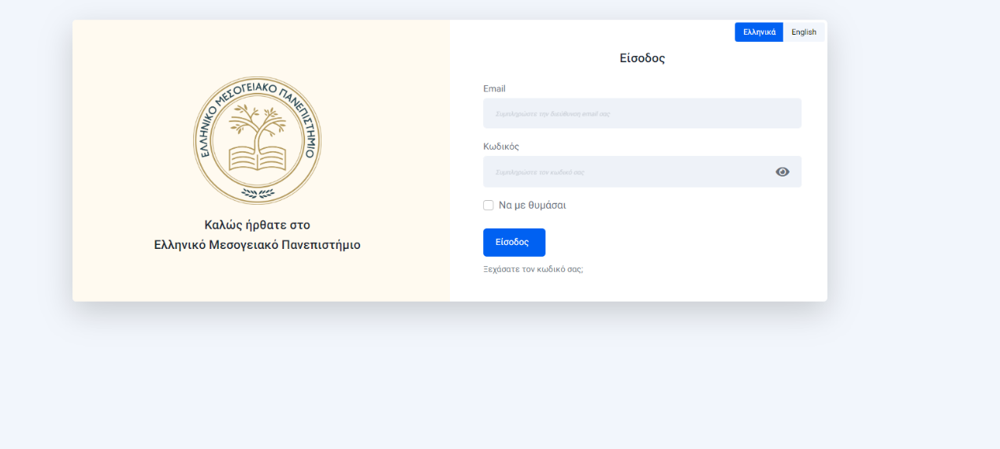 ΕΛΛΗΝΙΚΟ ΜΕΣΟΓΕΙΑΚΟ ΠΑΝΕΠΙΣΤΗΜΙΟ
Καλώς ήρθατε στο
Ελληνικό Μεσογειακό Πανεπιστήμιο
Ελληνικά English
Είσοδος
Email
Συμπληρώστε την διεύθυνση email σας
Κωδικός
Συμπληρώστε τον κωδικό σας
Να με θυμάσαι
Είσοδος
Ξεχάσατε τον κωδικό σας;